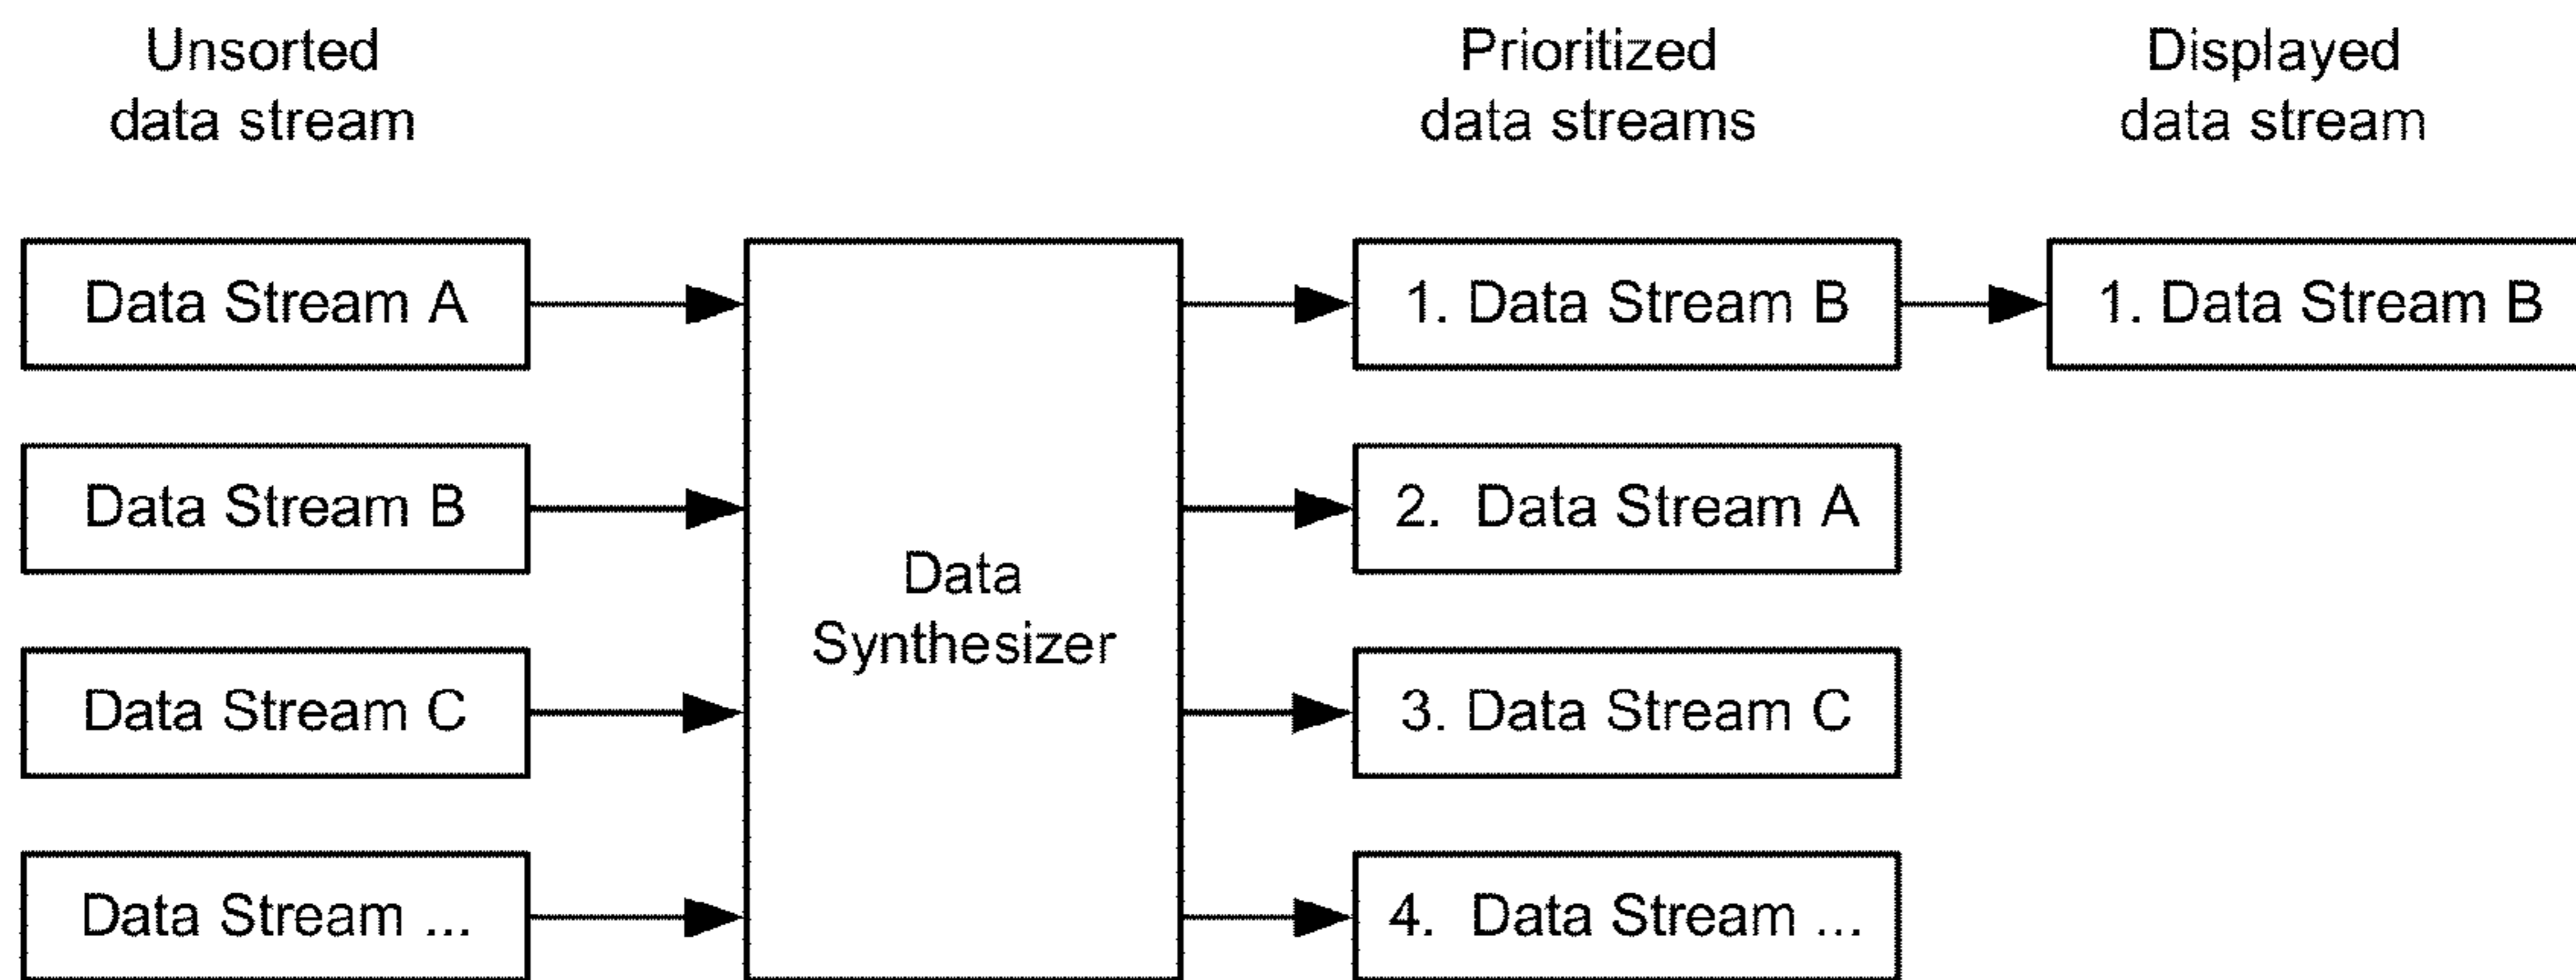 Unsorted
data stream
Prioritized
data streams
Displayed
data stream
Data Stream A
1. Data Stream B
1. Data Stream B
Data Stream B
2. Data Stream A
Data
Synthesizer
Data Stream C
3. Data Stream C
Data Stream ...
4. Data Stream ...